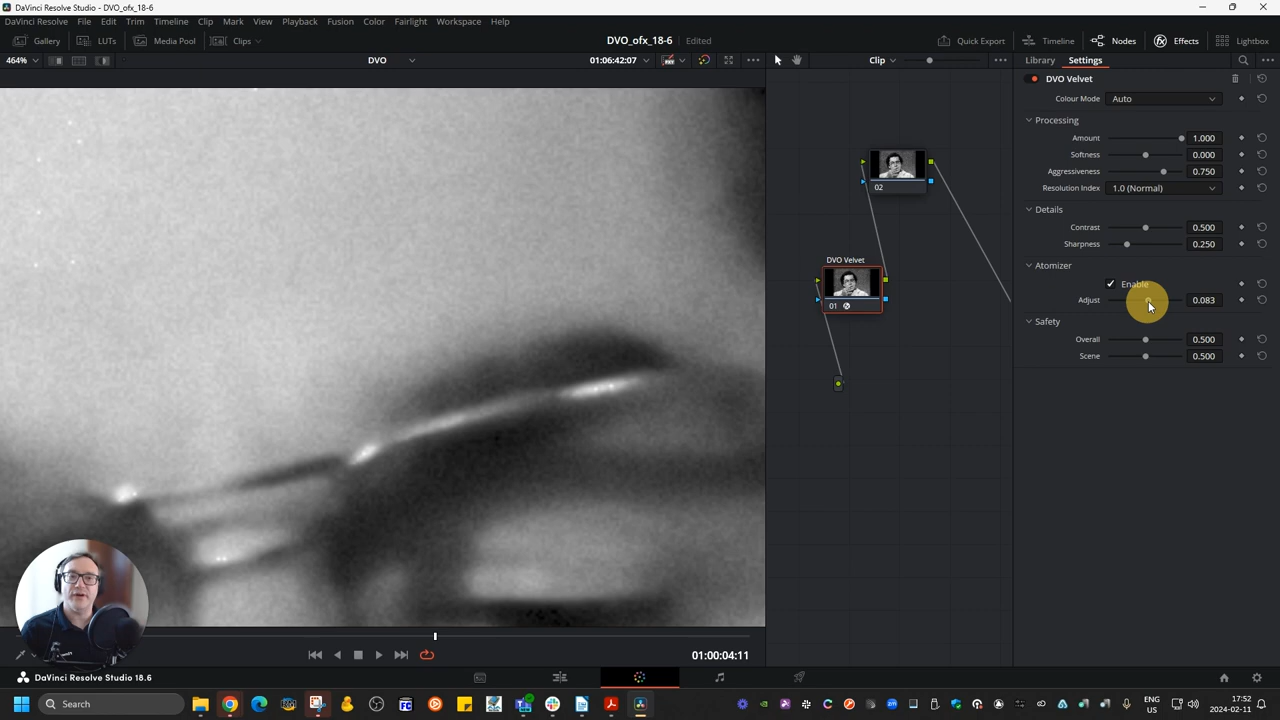 DaVinci Resolve Studio - DVO_ofx_18-6
DaVinci Resolve File Edit Trim Timeline Clip Mark View Playback Fusion Color Fairlight Workspace Help
Gallery LUTs Media Pool Clips DVO_ofx_18-6 Edited Quick Export Timeline Nodes Effects Lightbox
464% DVO 01:06:42:07 Clip Library Settings
DVO Velvet
Colour Mode Auto
Processing
Amount 1.000
Softness 0.000
Aggressiveness 0.750
Resolution Index 1.0 (Normal)
02
Details
Contrast 0.500
Sharpness 0.250
DVO Velvet
01
Atomizer
Enable
Adjust 0.083
Safety
Overall 0.500
Scene 0.500
01:00:04:11
DaVinci Resolve Studio 18.6
Search
ENG
US
17:52
2024-02-11